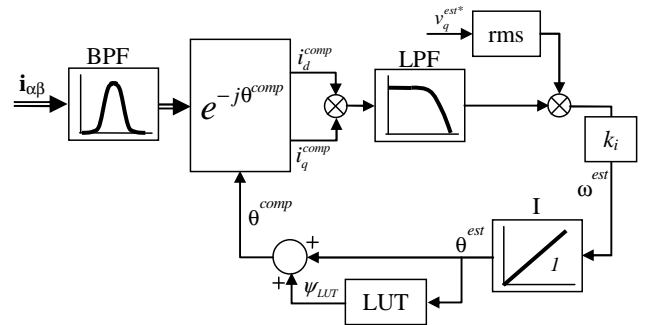 v_q^{est*}
rms
BPF
LPF
i_{αβ}
e^{-jθ^{comp}}
i_d^{comp}
i_q^{comp}
k_i
ω^{est}
θ^{comp}
I
1
θ^{est}
+
+
ψ_{LUT}
LUT